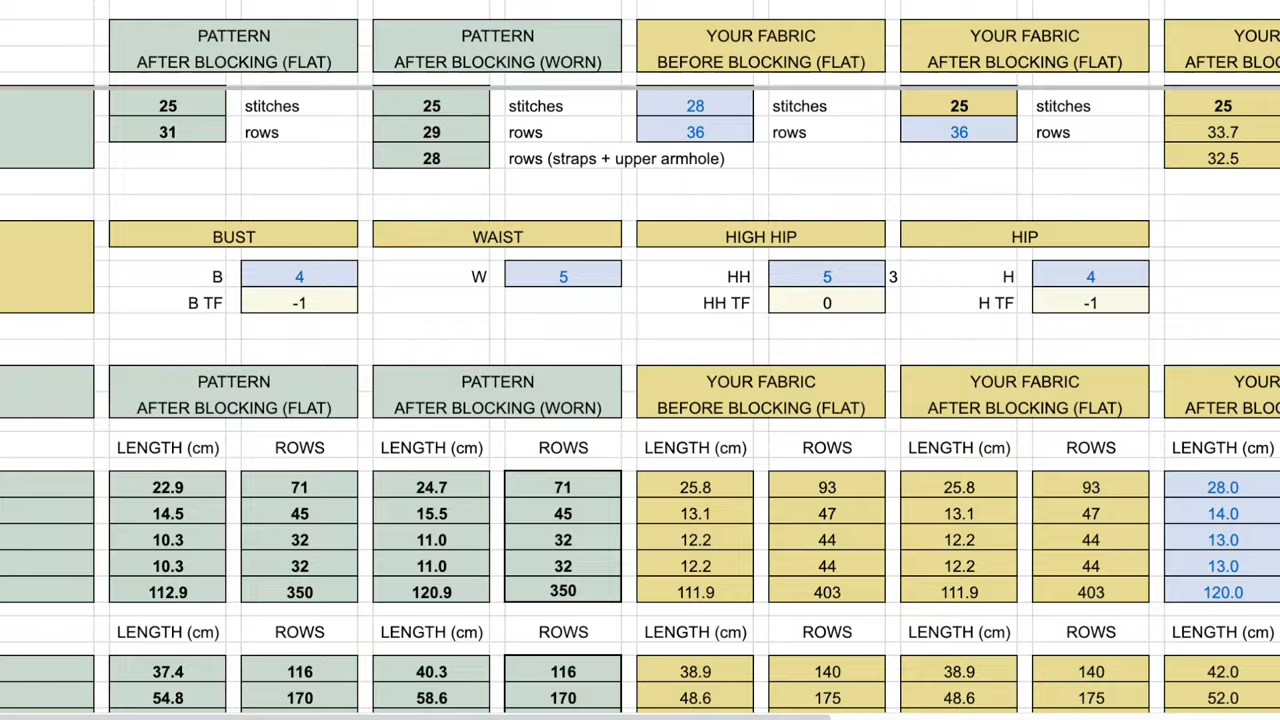 PATTERN PATTERN YOUR FABRIC YOUR FABRIC YOUR
AFTER BLOCKING (FLAT) AFTER BLOCKING (WORN) BEFORE BLOCKING (FLAT) AFTER BLOCKING (FLAT) AFTER BLOC
25 stitches 25 stitches 28 stitches 25 stitches 25
31 rows 29 rows 36 rows 36 rows 33.7
28 rows (straps + upper armhole) 32.5
BUST WAIST HIGH HIP HIP
B 4 W 5 HH 5 3 H 4
B TF -1 HH TF 0 H TF -1
PATTERN PATTERN YOUR FABRIC YOUR FABRIC YOUR
AFTER BLOCKING (FLAT) AFTER BLOCKING (WORN) BEFORE BLOCKING (FLAT) AFTER BLOCKING (FLAT) AFTER BLOC
LENGTH (cm) ROWS LENGTH (cm) ROWS LENGTH (cm) ROWS LENGTH (cm) ROWS LENGTH (cm)
22.9 71 24.7 71 25.8 93 25.8 93 28.0
14.5 45 15.5 45 13.1 47 13.1 47 14.0
10.3 32 11.0 32 12.2 44 12.2 44 13.0
10.3 32 11.0 32 12.2 44 12.2 44 13.0
112.9 350 120.9 350 111.9 403 111.9 403 120.0
LENGTH (cm) ROWS LENGTH (cm) ROWS LENGTH (cm) ROWS LENGTH (cm) ROWS LENGTH (cm)
37.4 116 40.3 116 38.9 140 38.9 140 42.0
54.8 170 58.6 170 48.6 175 48.6 175 52.0